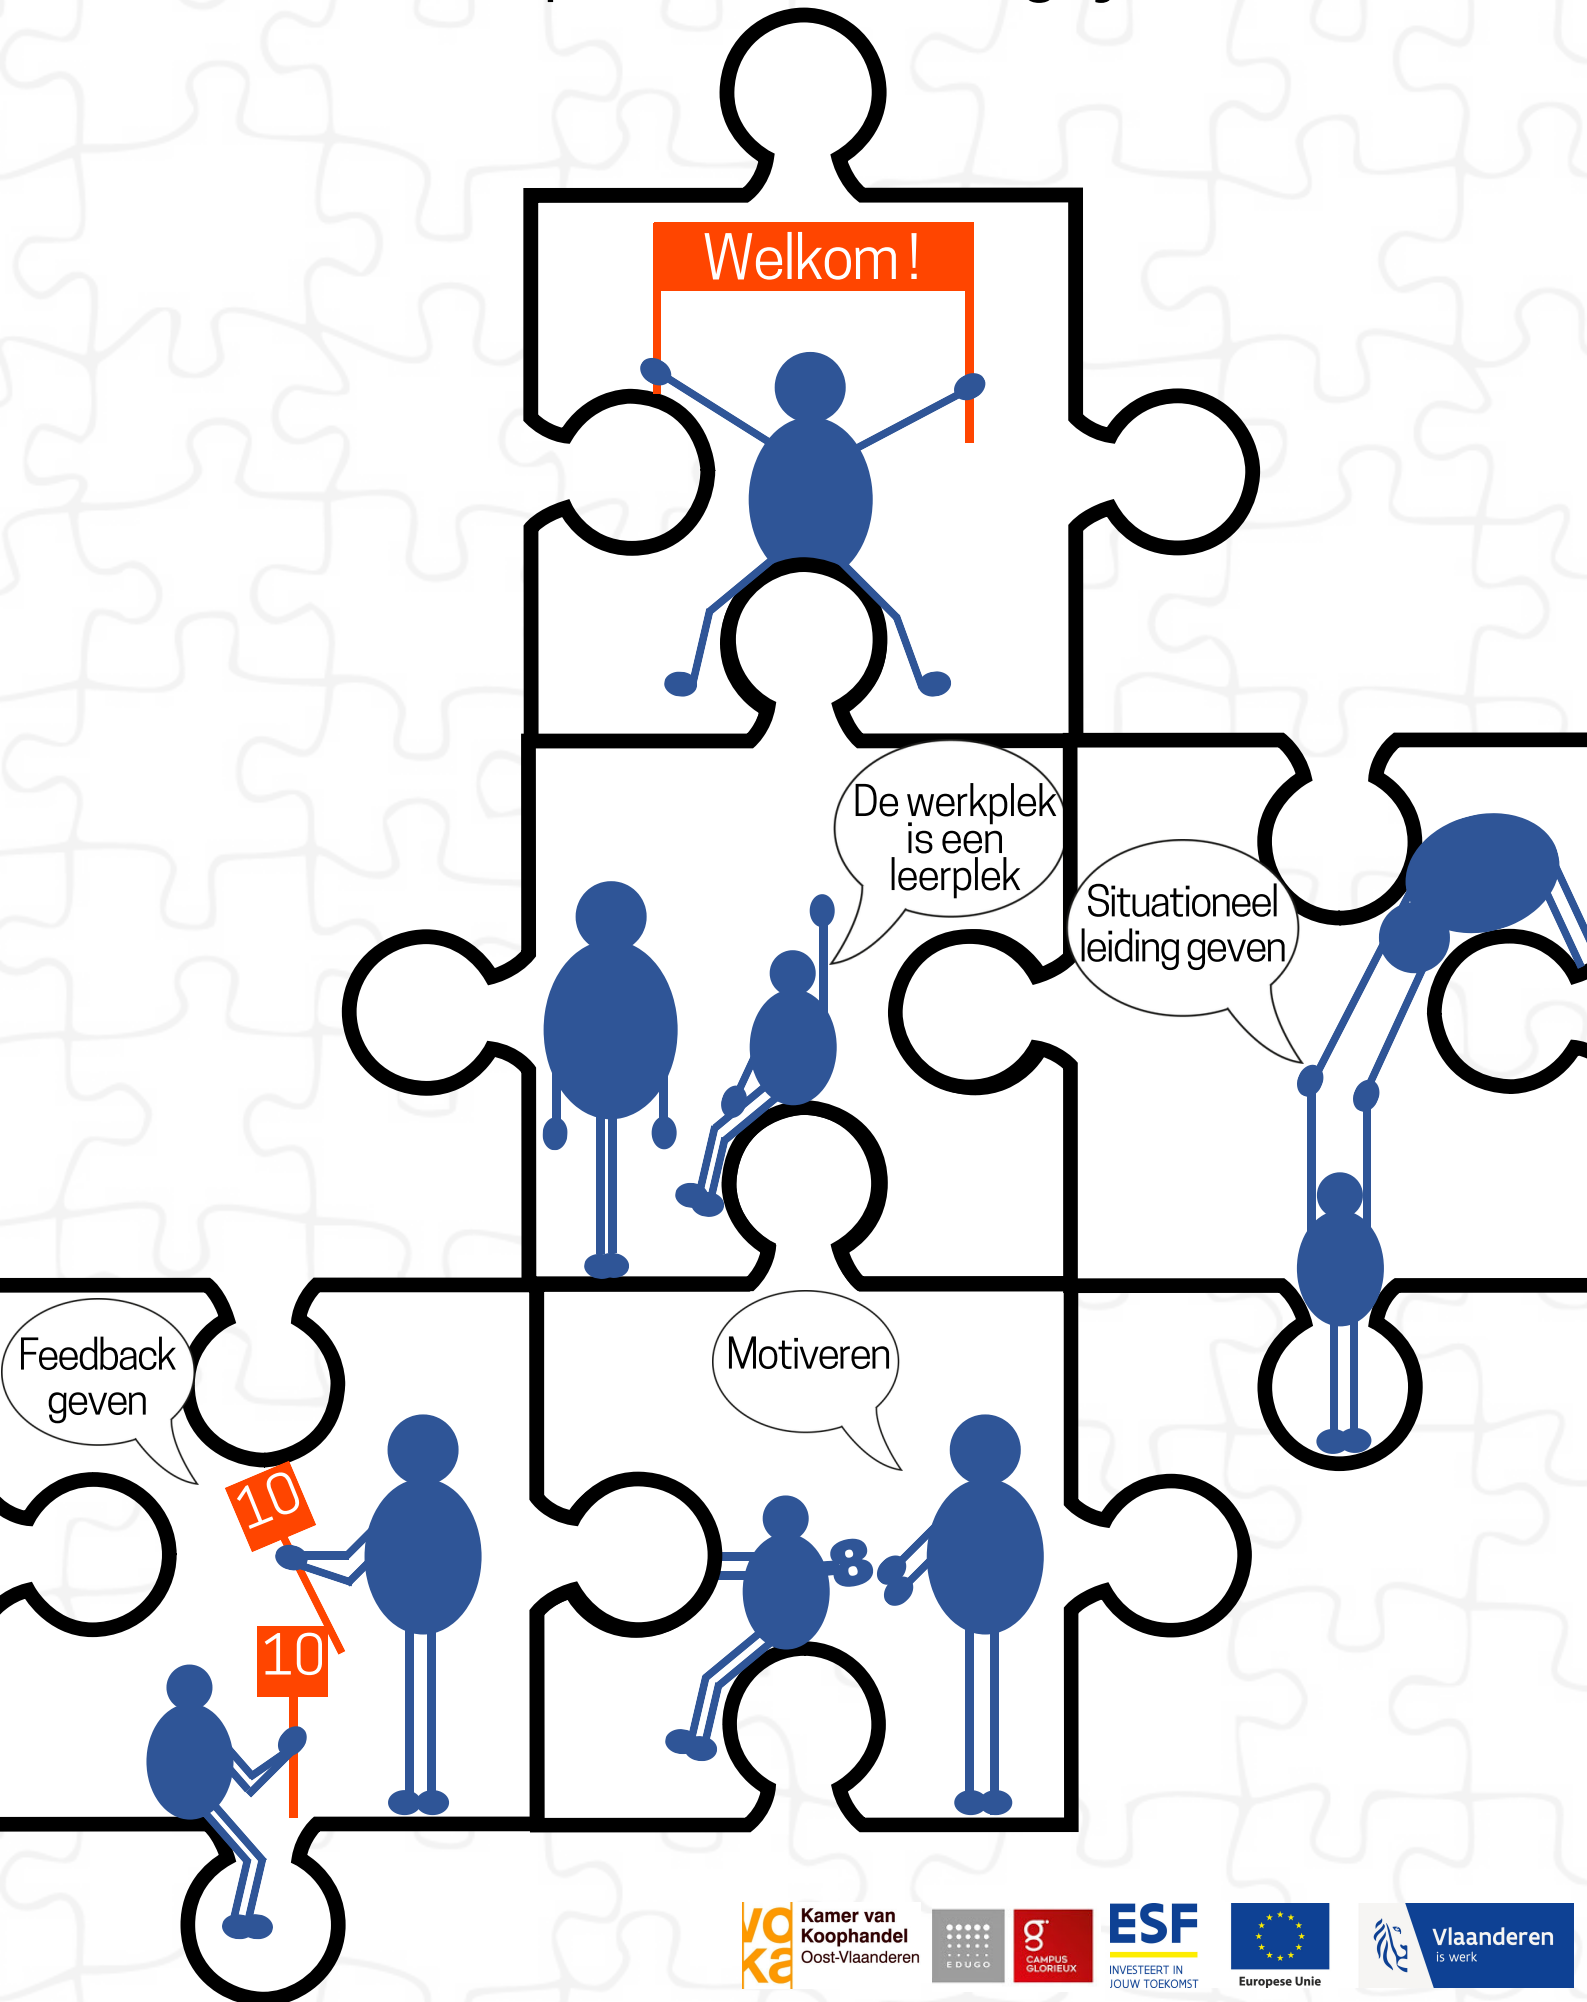 Welkom!
De werkplek
is een
leerplek
Situationeel
leiding geven
Feedback
geven
Motiveren
10
10
8
voka
Kamer van
Koophandel
Oost-Vlaanderen
EDUGO
g
CAMPUS
GLORIEUX
ESF
INVESTEERT IN
JOUW TOEKOMST
Europese Unie
Vlaanderen
is werk